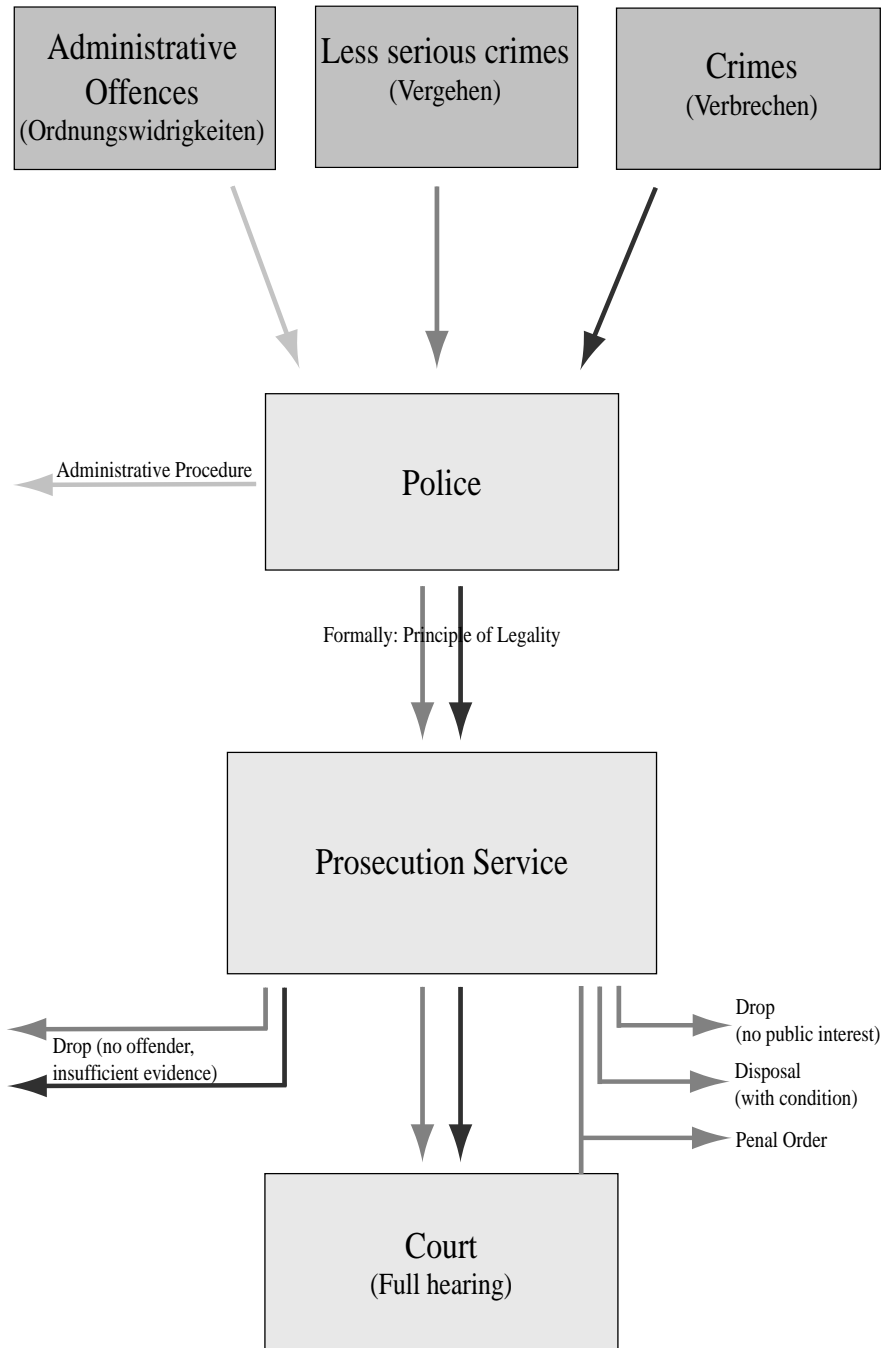 Administrative
Offences
(Ordnungswidrigkeiten)
Less serious crimes
(Vergehen)
Crimes
(Verbrechen)
Administrative Procedure
Police
Formally: Principle of Legality
Prosecution Service
Drop (no offender,
insufficient evidence)
Drop
(no public interest)
Disposal
(with condition)
Penal Order
Court
(Full hearing)